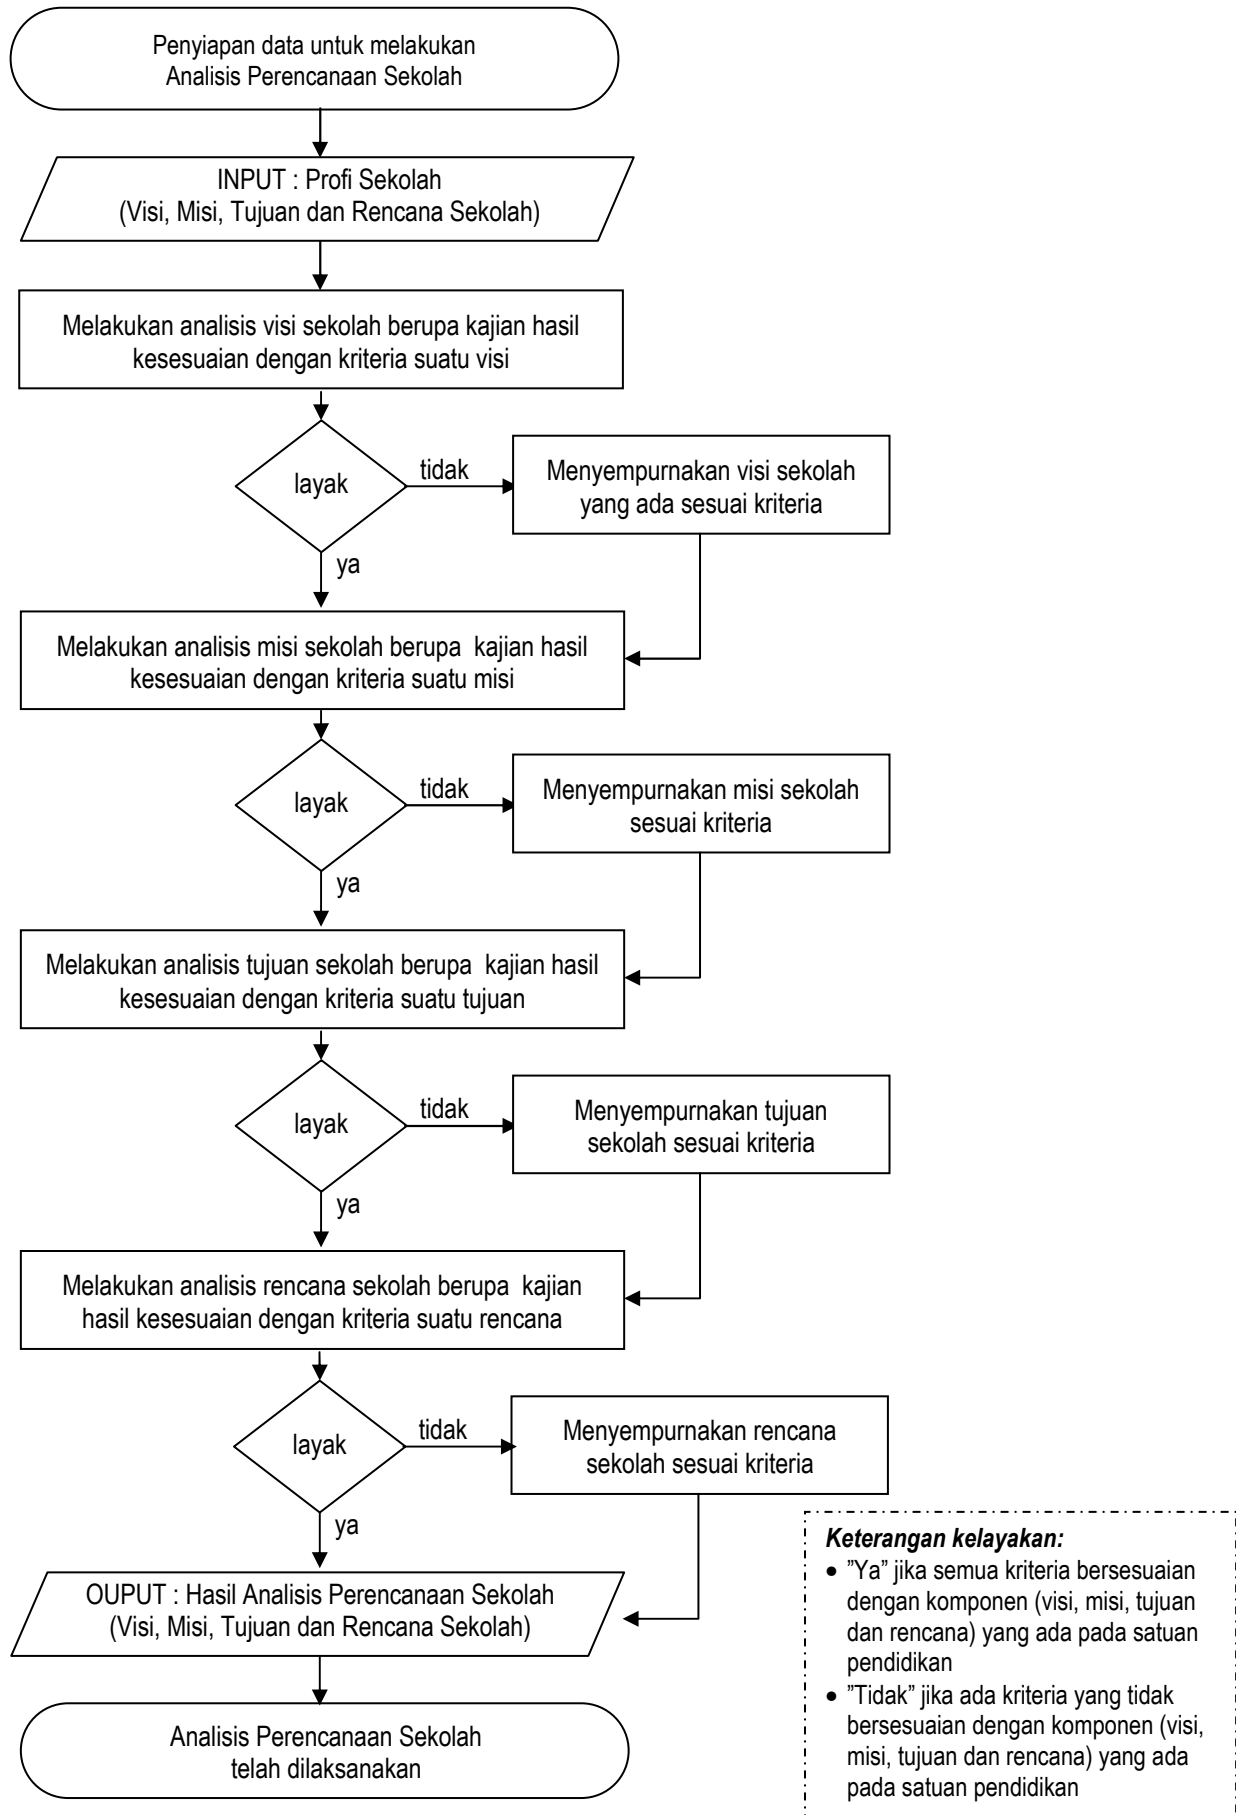 Penyiapan data untuk melakukan
Analisis Perencanaan Sekolah
INPUT : Profi Sekolah
(Visi, Misi, Tujuan dan Rencana Sekolah)
Melakukan analisis visi sekolah berupa kajian hasil
kesesuaian dengan kriteria suatu visi
layak
tidak
Menyempurnakan visi sekolah
yang ada sesuai kriteria
ya
Melakukan analisis misi sekolah berupa kajian hasil
kesesuaian dengan kriteria suatu misi
layak
tidak
Menyempurnakan misi sekolah
sesuai kriteria
ya
Melakukan analisis tujuan sekolah berupa kajian hasil
kesesuaian dengan kriteria suatu tujuan
layak
tidak
Menyempurnakan tujuan
sekolah sesuai kriteria
ya
Melakukan analisis rencana sekolah berupa kajian
hasil kesesuaian dengan kriteria suatu rencana
layak
tidak
Menyempurnakan rencana
sekolah sesuai kriteria
ya
OUPUT : Hasil Analisis Perencanaan Sekolah
(Visi, Misi, Tujuan dan Rencana Sekolah)
Analisis Perencanaan Sekolah
telah dilaksanakan
Keterangan kelayakan:
• ”Ya” jika semua kriteria bersesuaian
dengan komponen (visi, misi, tujuan
dan rencana) yang ada pada satuan
pendidikan
• ”Tidak” jika ada kriteria yang tidak
bersesuaian dengan komponen (visi,
misi, tujuan dan rencana) yang ada
pada satuan pendidikan